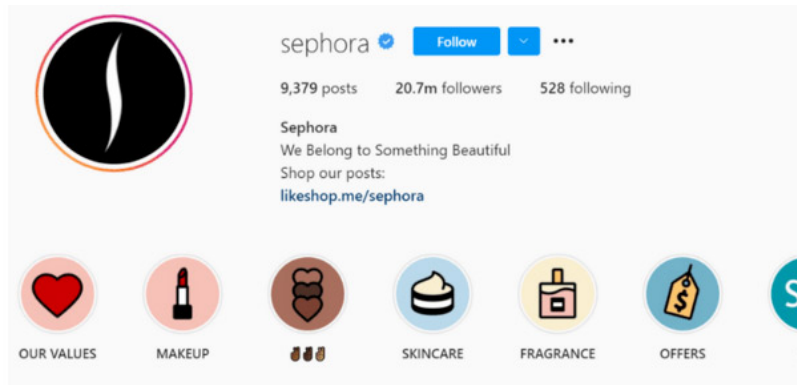 sephora Follow
9,379 posts 20.7m followers 528 following
Sephora
We Belong to Something Beautiful
Shop our posts:
likeshop.me/sephora
$
S
OUR VALUES MAKEUP ✊🏾✊🏿✊🏽 SKINCARE FRAGRANCE OFFERS